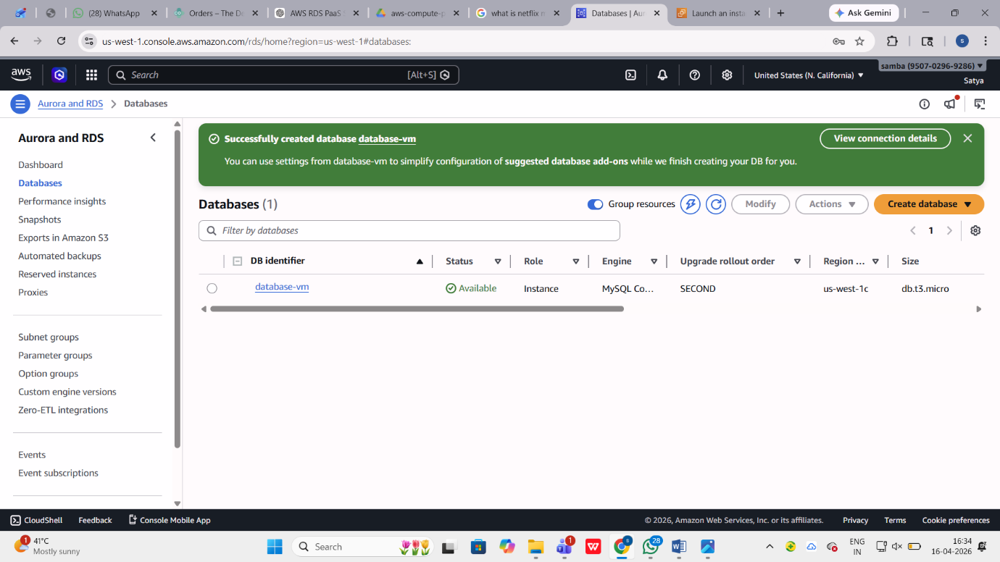 (28) WhatsApp
Orders – The De
AWS RDS PaaS
aws-compute-p
what is netflix m
Databases | Aur
Launch an insta
Ask Gemini
us-west-1.console.aws.amazon.com/rds/home?region=us-west-1#databases:
S
aws
Search
[Alt+S]
United States (N. California) ▼
samba (9507-0296-9286) ▼
Satya
Aurora and RDS
Databases
Aurora and RDS
Dashboard
Databases
Performance insights
Snapshots
Exports in Amazon S3
Automated backups
Reserved instances
Proxies
Subnet groups
Parameter groups
Option groups
Custom engine versions
Zero-ETL integrations
Events
Event subscriptions
Successfully created database database-vm
View connection details
You can use settings from database-vm to simplify configuration of suggested database add-ons while we finish creating your DB for you.
Databases (1)
Group resources
Modify
Actions ▼
Create database ▼
Filter by databases
1
DB identifier
Status
Role
Engine
Upgrade rollout order
Region ...
Size
database-vm
Available
Instance
MySQL Co...
SECOND
us-west-1c
db.t3.micro
CloudShell
Feedback
Console Mobile App
© 2026, Amazon Web Services, Inc. or its affiliates.
Privacy
Terms
Cookie preferences
1
41°C
Mostly sunny
Search
1
S
28
ENG
IN
16:34
16-04-2026